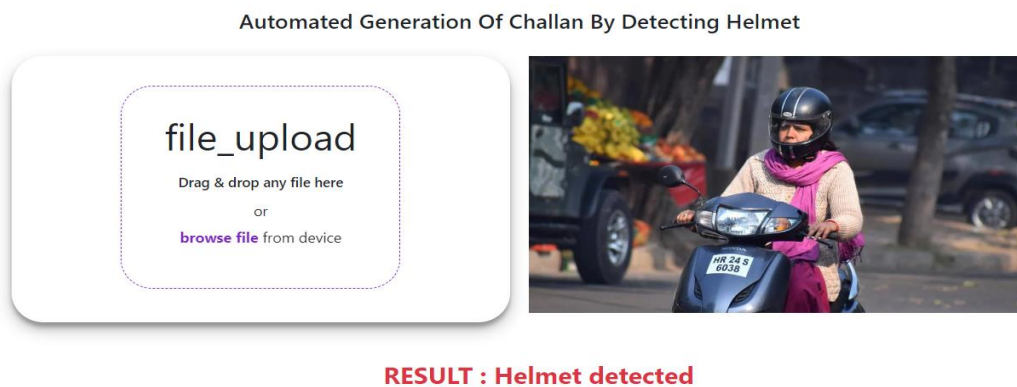 Automated Generation Of Challan By Detecting Helmet
file_upload
Drag & drop any file here
or
browse file from device
HR 24 S
6038
RESULT : Helmet detected